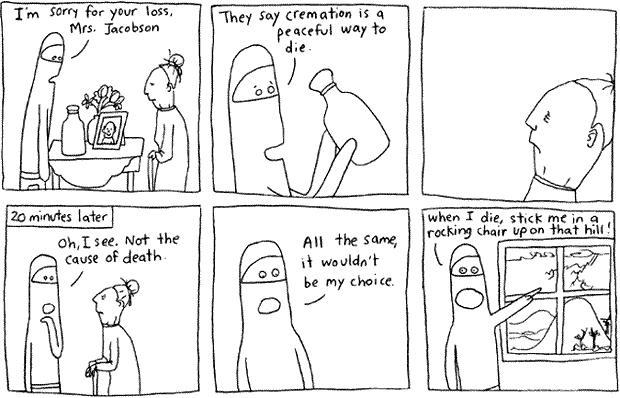 I'm sorry for your loss,
Mrs. Jacobson
They say cremation is a
peaceful way to
die.
20 minutes later
Oh, I see. Not the
cause of death.
All the same,
it wouldn't
be my choice.
when I die, stick me in a
rocking chair up on that hill!